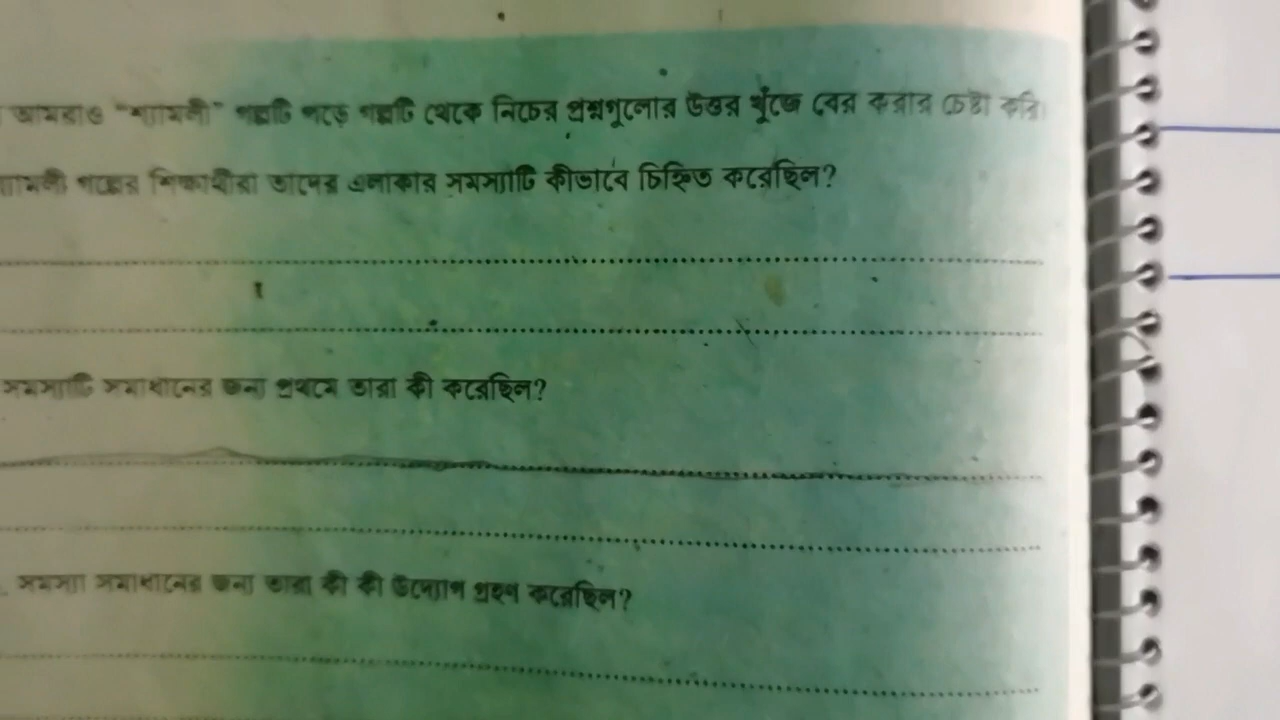 আমরাও "শ্যামলী" গল্পটি পড়ে গল্পটি থেকে নিচের প্রশ্নগুলোর উত্তর খুঁজে বের করার চেষ্টা করি
গল্পের শিক্ষার্থীরা তাদের এলাকার সমস্যাটি কীভাবে চিহ্নিত করেছিল?
সমস্যাটি সমাধানের জন্য প্রথমে তারা কী করেছিল?
সমস্যা সমাধানের জন্য তারা কী কী উদ্যোগ গ্রহণ করেছিল?